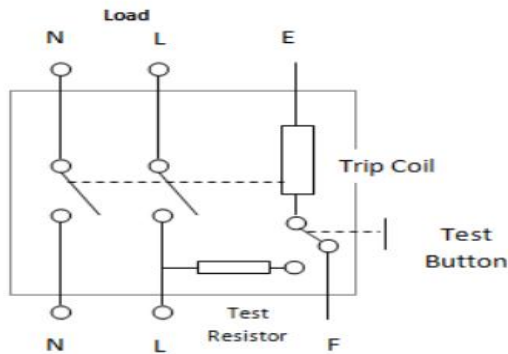 Load
N L E
Trip Coil
Test
Button
Test
Resistor
N L F